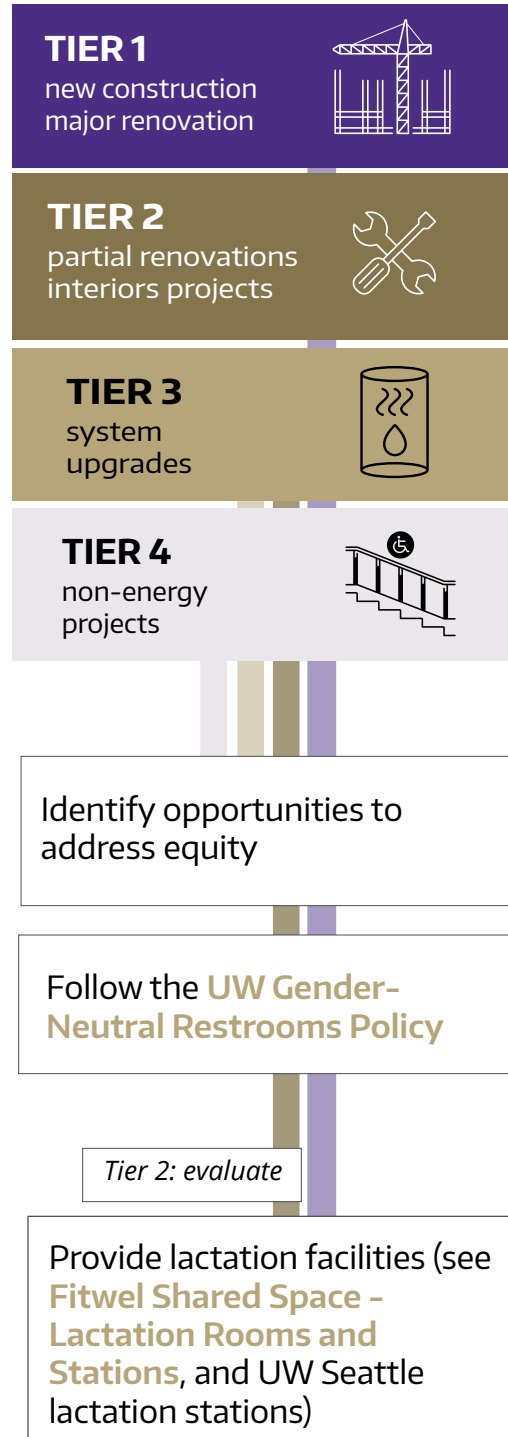 TIER 1
new construction
major renovation
TIER 2
partial renovations
interiors projects
TIER 3
system
upgrades
TIER 4
non-energy
projects
Identify opportunities to
address equity
Follow the UW Gender-
Neutral Restrooms Policy
Tier 2: evaluate
Provide lactation facilities (see
Fitwel Shared Space -
Lactation Rooms and
Stations, and UW Seattle
lactation stations)